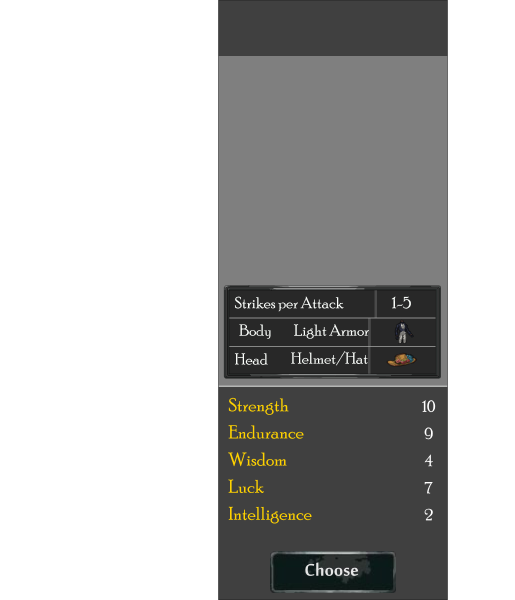 Strikes per Attack 1-5
Body Light Armor
Head Helmet/Hat
Strength 10
Endurance 9
Wisdom 4
Luck 7
Intelligence 2
Choose